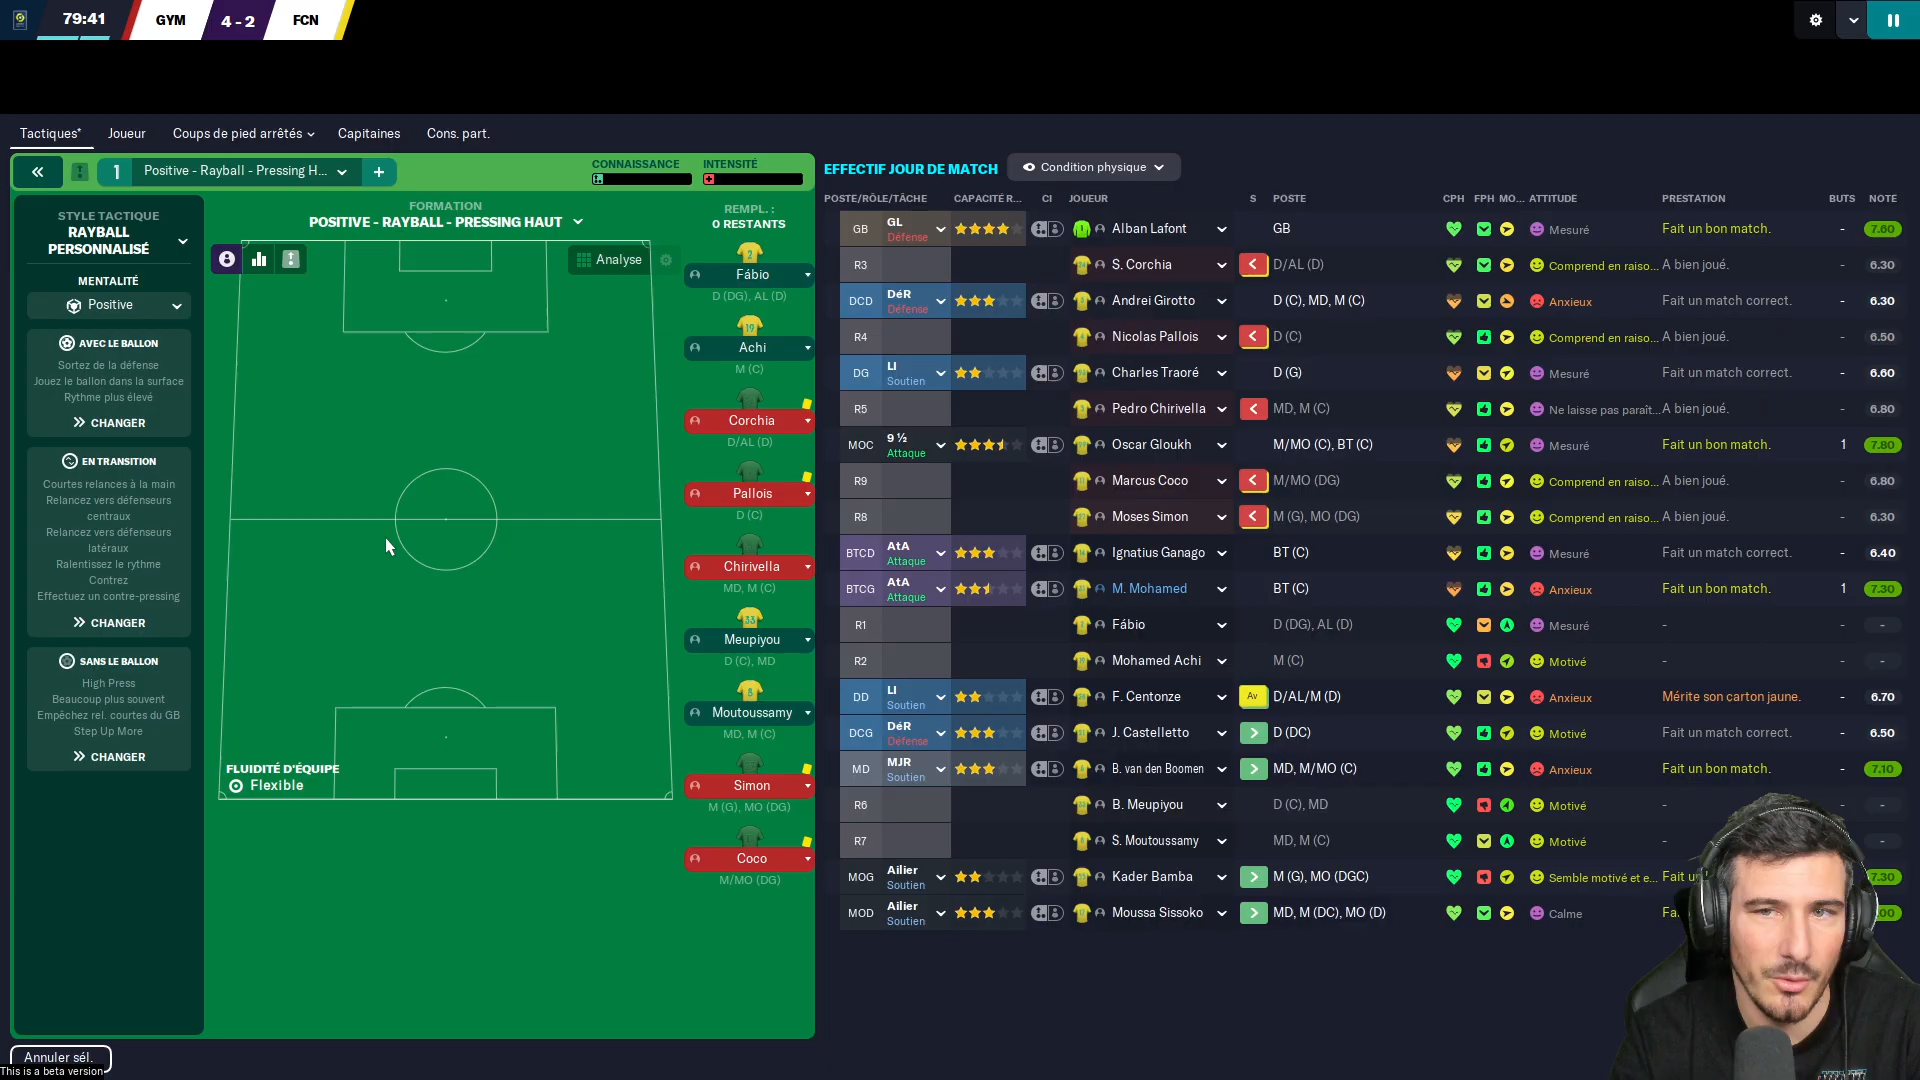 79:41
GYM
4 - 2
FCN
Tactiques*
Joueur
Coups de pied arrêtés
Capitaines
Cons. part.
1
Positive - Rayball - Pressing H...
+
CONNAISSANCE
INTENSITÉ
STYLE TACTIQUE
RAYBALL
PERSONNALISÉ
MENTALITÉ
Positive
AVEC LE BALLON
Sortez de la défense
Jouez le ballon dans la surface
Rythme plus élevé
CHANGER
EN TRANSITION
Courtes relances à la main
Relancez vers défenseurs
centraux
Relancez vers défenseurs
latéraux
Ralentissez le rythme
Contrez
Effectuez un contre-pressing
CHANGER
SANS LE BALLON
High Press
Beaucoup plus souvent
Empêchez rel. courtes du GB
Step Up More
CHANGER
FORMATION
POSITIVE - RAYBALL - PRESSING HAUT
Analyse
FLUIDITÉ D'ÉQUIPE
Flexible
REMPL. :
0 RESTANTS
2
Fábio
D (DG), AL (D)
19
Achi
M (C)
Corchia
D/AL (D)
Pallois
D (C)
Chirivella
MD, M (C)
33
Meupiyou
D (C), MD
8
Moutoussamy
MD, M (C)
Simon
M (G), MO (DG)
Coco
M/MO (DG)
EFFECTIF JOUR DE MATCH
Condition physique
POSTE/RÔLE/TÂCHE CAPACITÉ R... CI JOUEUR S POSTE CPH FPH MO... ATTITUDE PRESTATION BUTS NOTE
GB GL Défense Alban Lafont GB Mesuré Fait un bon match. - 7.60
R3 S. Corchia D/AL (D) Comprend en raiso... A bien joué. - 6.30
DCD DéR Défense Andrei Girotto D (C), MD, M (C) Anxieux Fait un match correct. - 6.30
R4 Nicolas Pallois D (C) Comprend en raiso... A bien joué. - 6.50
DG LI Soutien Charles Traoré D (G) Mesuré Fait un match correct. - 6.60
R5 Pedro Chirivella MD, M (C) Ne laisse pas paraît... A bien joué. - 6.80
MOC 9 ½ Attaque Oscar Gloukh M/MO (C), BT (C) Mesuré Fait un bon match. 1 7.80
R9 Marcus Coco M/MO (DG) Comprend en raiso... A bien joué. - 6.80
R8 Moses Simon M (G), MO (DG) Comprend en raiso... A bien joué. - 6.30
BTCD AtA Attaque Ignatius Ganago BT (C) Mesuré Fait un match correct. - 6.40
BTCG AtA Attaque M. Mohamed BT (C) Anxieux Fait un bon match. 1 7.30
R1 Fábio D (DG), AL (D) Mesuré - - -
R2 Mohamed Achi M (C) Motivé - - -
DD LI Soutien F. Centonze Av D/AL/M (D) Anxieux Mérite son carton jaune. - 6.70
DCG DéR Défense J. Castelletto D (DC) Motivé Fait un match correct. - 6.50
MD MJR Soutien B. van den Boomen MD, M/MO (C) Anxieux Fait un bon match. - 7.10
R6 B. Meupiyou D (C), MD Motivé - - -
R7 S. Moutoussamy MD, M (C) Motivé - - -
MOG Ailier Soutien Kader Bamba M (G), MO (DGC) Semble motivé et e... Fait 7.30
MOD Ailier Soutien Moussa Sissoko MD, M (DC), MO (D) Calme
Annuler sél.
This is a beta version